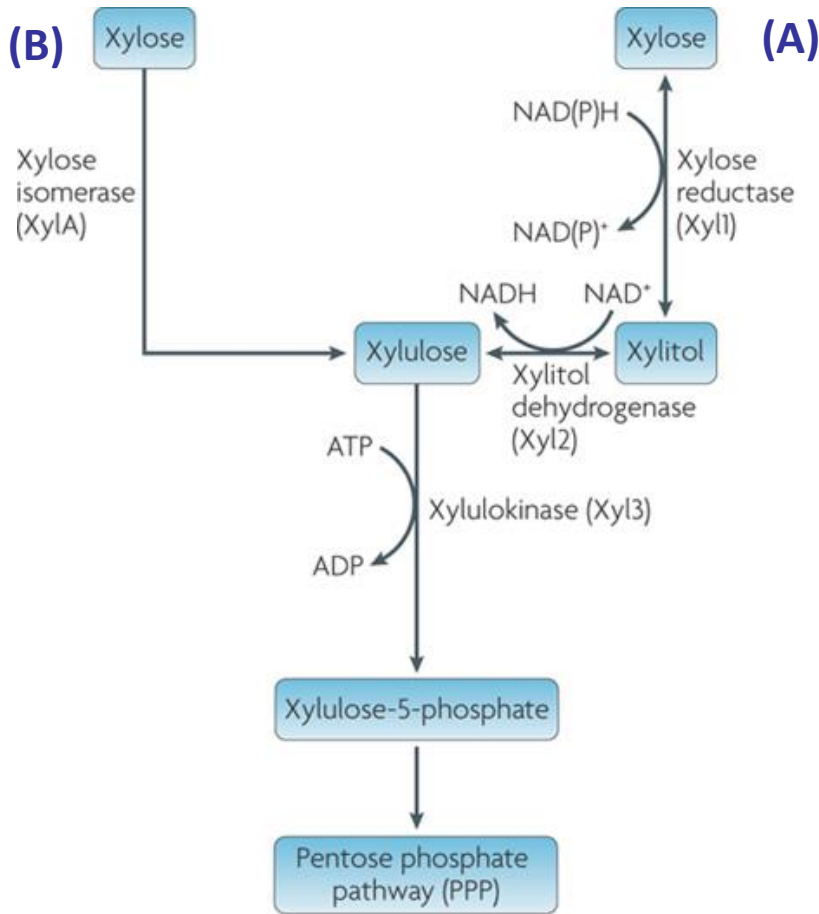 (B)
Xylose
Xylose
(A)
NAD(P)H
Xylose
isomerase
(XylA)
Xylose
reductase
(Xyl1)
NAD(P)⁺
NADH
NAD⁺
Xylulose
Xylitol
Xylitol
dehydrogenase
(Xyl2)
ATP
Xylulokinase (Xyl3)
ADP
Xylulose-5-phosphate
Pentose phosphate
pathway (PPP)